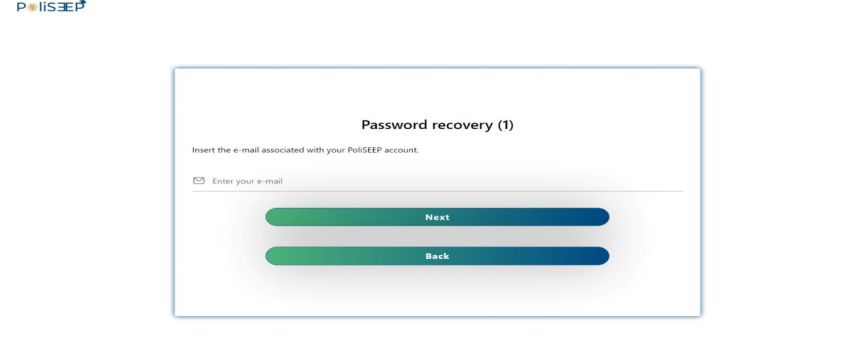 PoliSEEP
Password recovery (1)
Insert the e-mail associated with your PoliSEEP account.
Enter your e-mail
Next
Back